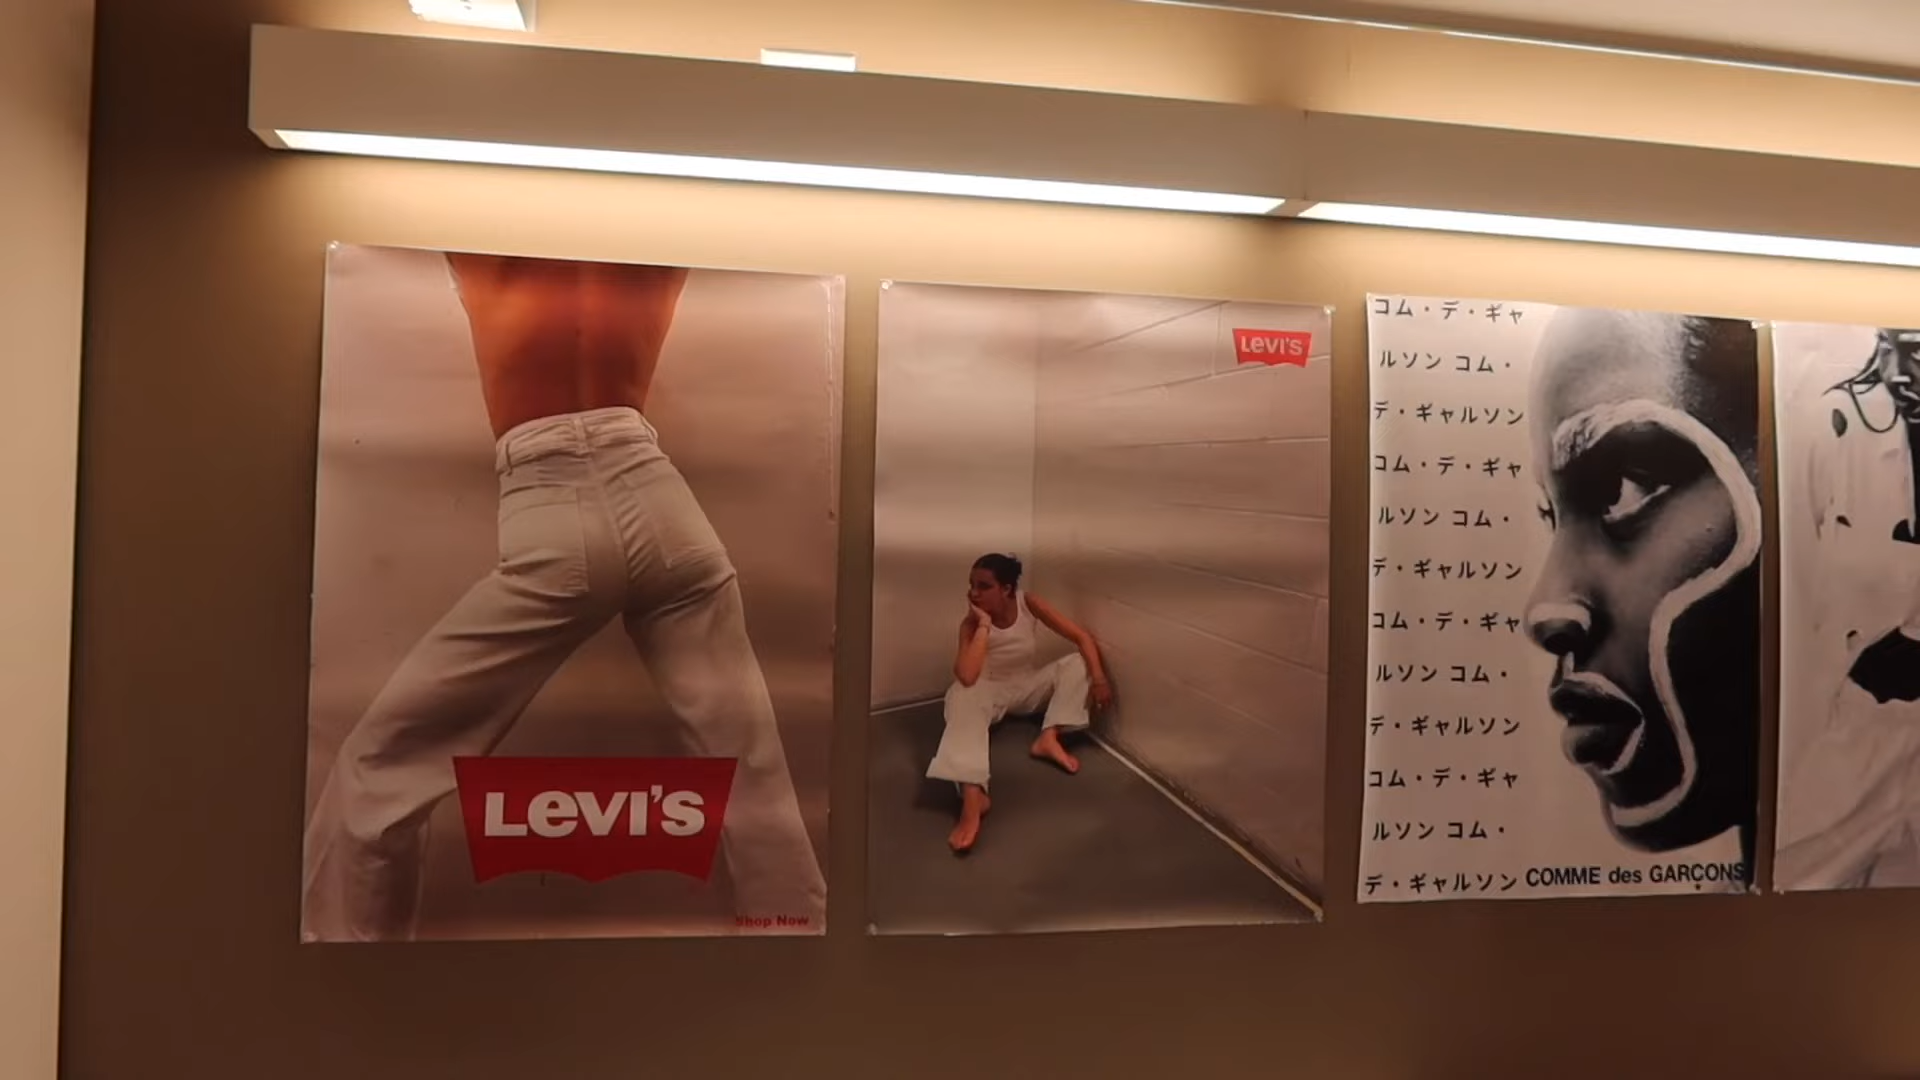 Levi's
Shop Now
Levi's
コム・デ・ギャ
ルソン コム・
デ・ギャルソン
コム・デ・ギャ
ルソン コム・
デ・ギャルソン
コム・デ・ギャ
ルソン コム・
デ・ギャルソン
コム・デ・ギャ
ルソン コム・
デ・ギャルソン COMME des GARÇONS